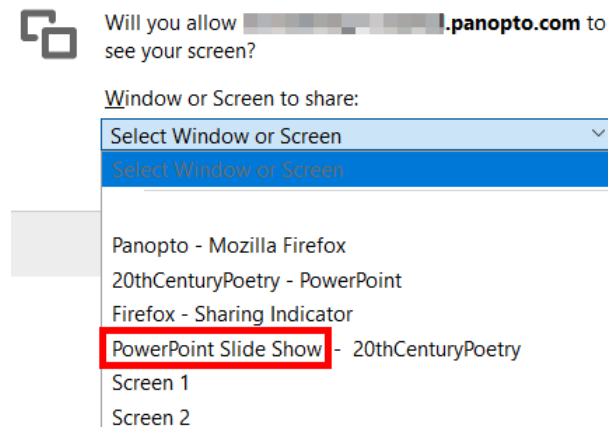 Will you allow .panopto.com to
see your screen?
Window or Screen to share:
Select Window or Screen
Select Window or Screen
Panopto - Mozilla Firefox
20thCenturyPoetry - PowerPoint
Firefox - Sharing Indicator
PowerPoint Slide Show - 20thCenturyPoetry
Screen 1
Screen 2